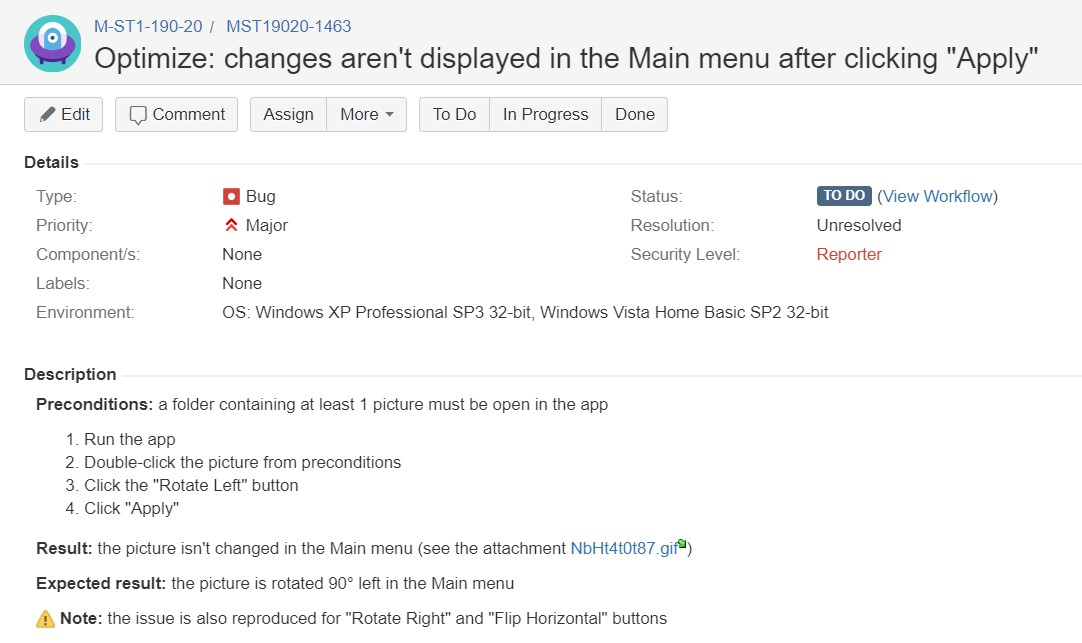 M-ST1-190-20 / MST19020-1463
Optimize: changes aren't displayed in the Main menu after clicking "Apply"
Edit Comment Assign More To Do In Progress Done
Details
Type: Bug Status: TO DO (View Workflow)
Priority: Major Resolution: Unresolved
Component/s: None Security Level: Reporter
Labels: None
Environment: OS: Windows XP Professional SP3 32-bit, Windows Vista Home Basic SP2 32-bit
Description
Preconditions: a folder containing at least 1 picture must be open in the app
1. Run the app
2. Double-click the picture from preconditions
3. Click the "Rotate Left" button
4. Click "Apply"
Result: the picture isn't changed in the Main menu (see the attachment NbHt4t0t87.gif)
Expected result: the picture is rotated 90° left in the Main menu
Note: the issue is also reproduced for "Rotate Right" and "Flip Horizontal" buttons